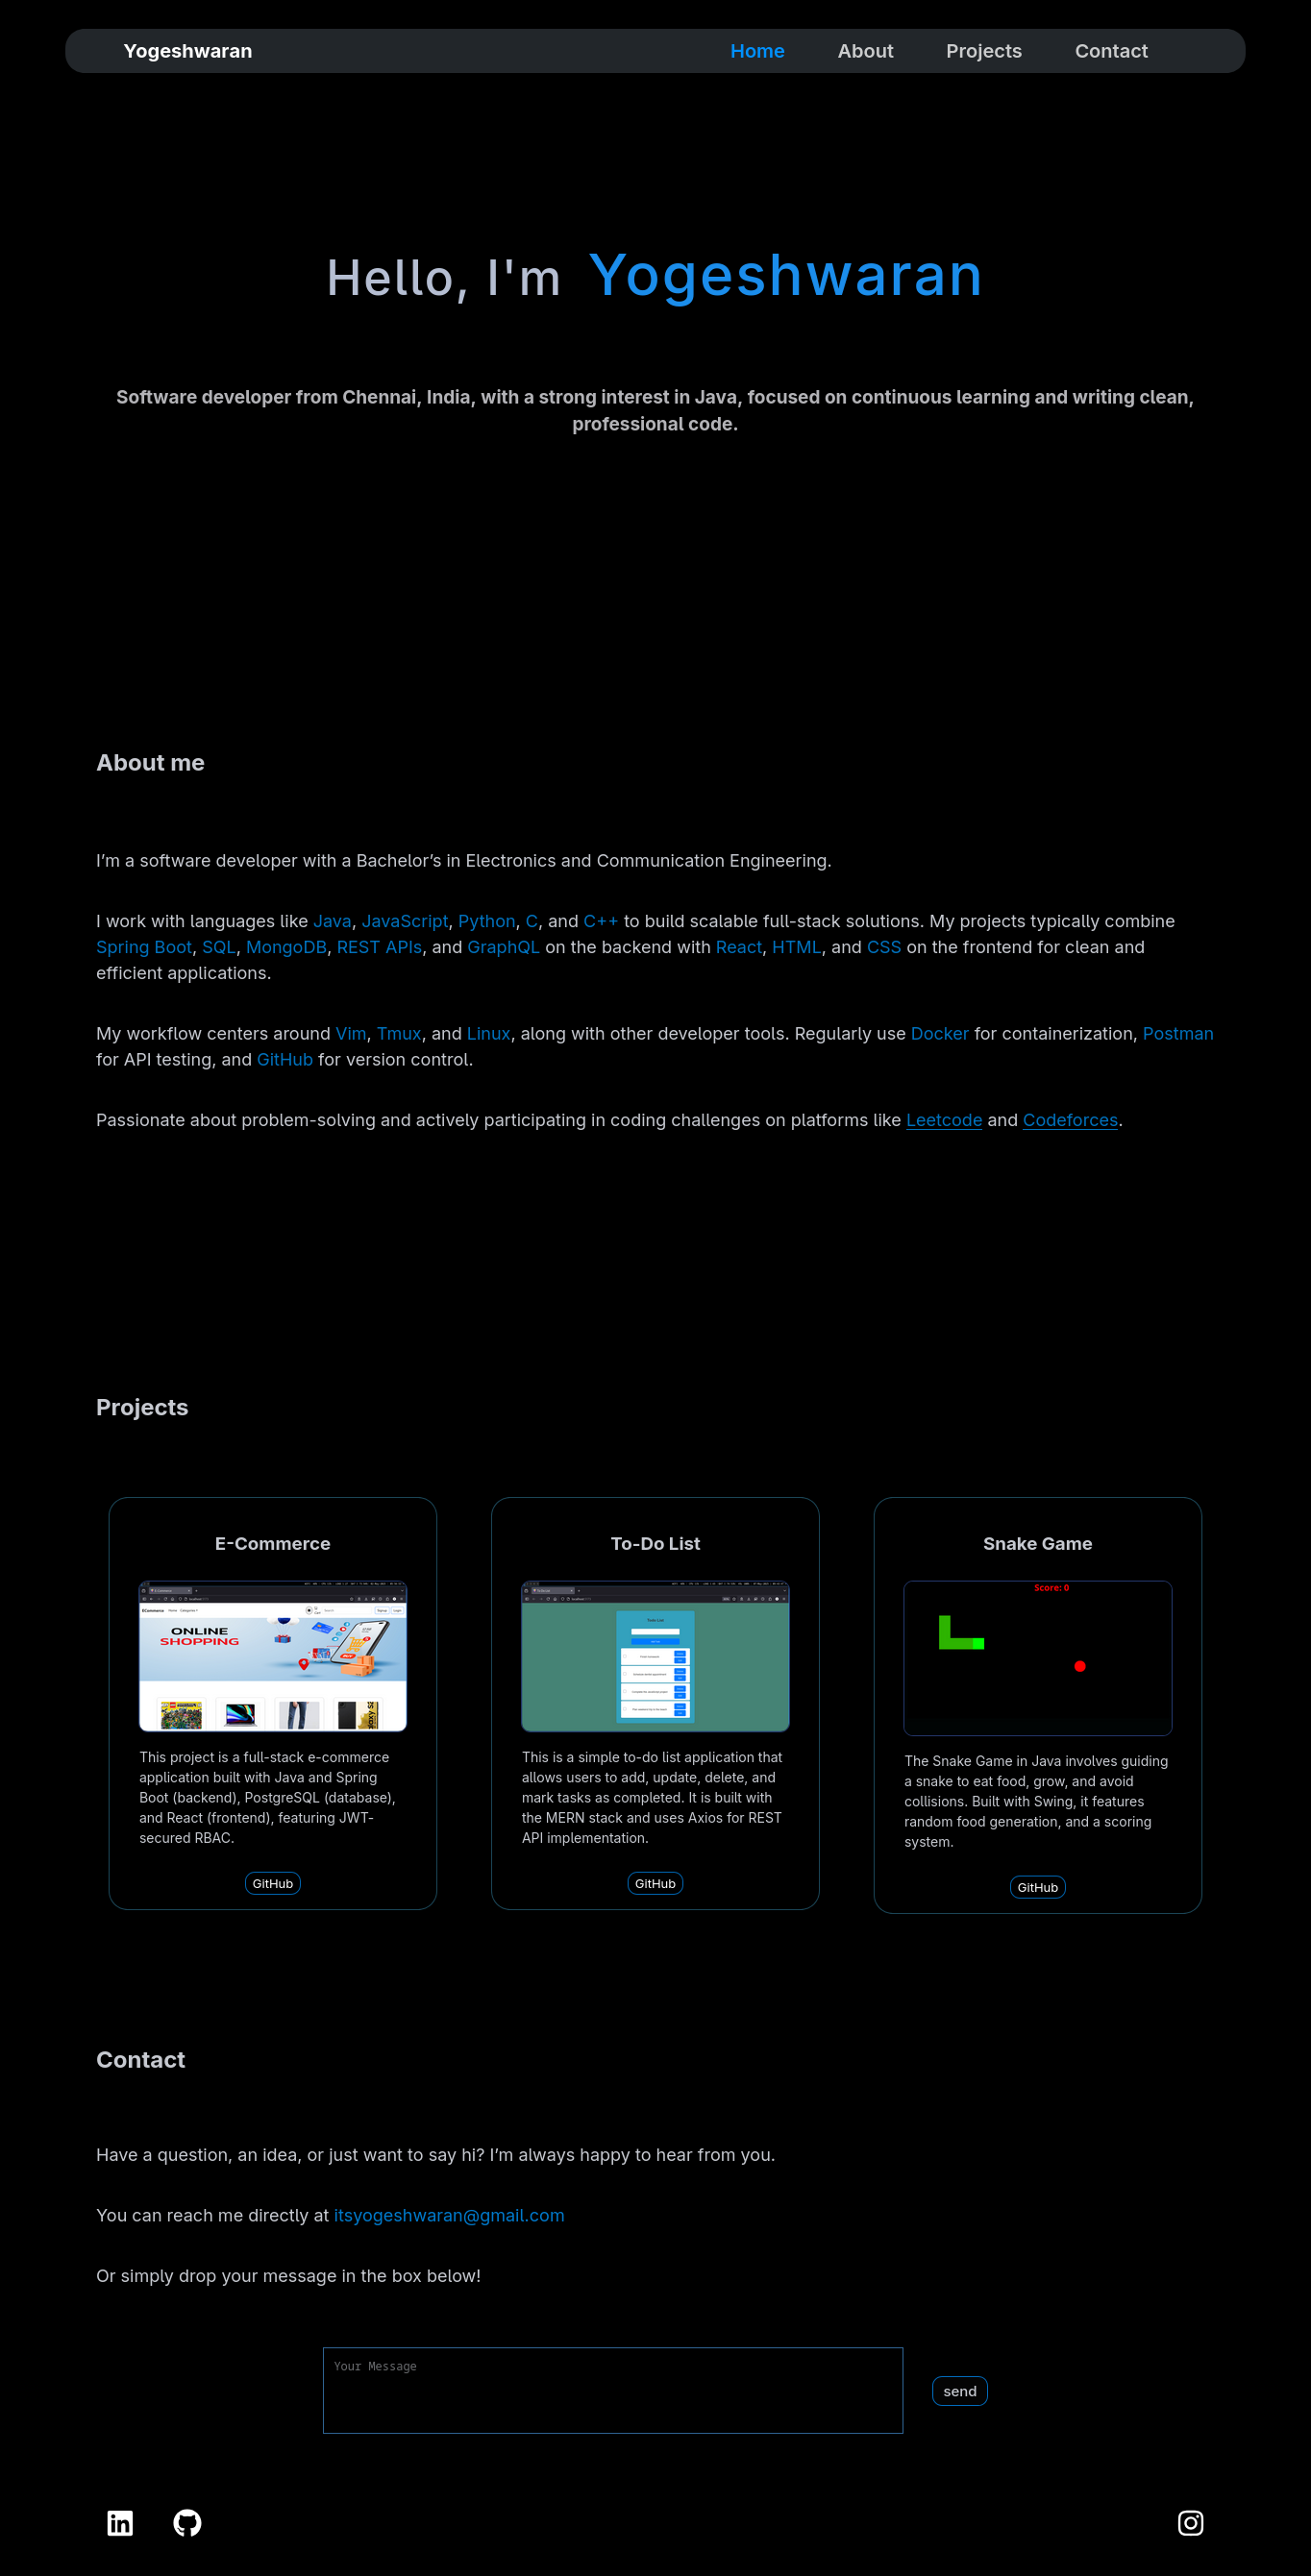 Yogeshwaran
Home About Projects Contact
Hello, I'm Yogeshwaran
Software developer from Chennai, India, with a strong interest in Java, focused on continuous learning and writing clean,
professional code.
About me
I’m a software developer with a Bachelor’s in Electronics and Communication Engineering.
I work with languages like Java, JavaScript, Python, C, and C++ to build scalable full-stack solutions. My projects typically combine
Spring Boot, SQL, MongoDB, REST APIs, and GraphQL on the backend with React, HTML, and CSS on the frontend for clean and
efficient applications.
My workflow centers around Vim, Tmux, and Linux, along with other developer tools. Regularly use Docker for containerization, Postman
for API testing, and GitHub for version control.
Passionate about problem-solving and actively participating in coding challenges on platforms like Leetcode and Codeforces.
Projects
E-Commerce
ONLINE
SHOPPING
This project is a full-stack e-commerce
application built with Java and Spring
Boot (backend), PostgreSQL (database),
and React (frontend), featuring JWT-
secured RBAC.
GitHub
To-Do List
This is a simple to-do list application that
allows users to add, update, delete, and
mark tasks as completed. It is built with
the MERN stack and uses Axios for REST
API implementation.
GitHub
Snake Game
Score: 0
The Snake Game in Java involves guiding
a snake to eat food, grow, and avoid
collisions. Built with Swing, it features
random food generation, and a scoring
system.
GitHub
Contact
Have a question, an idea, or just want to say hi? I’m always happy to hear from you.
You can reach me directly at itsyogeshwaran@gmail.com
Or simply drop your message in the box below!
Your Message
send